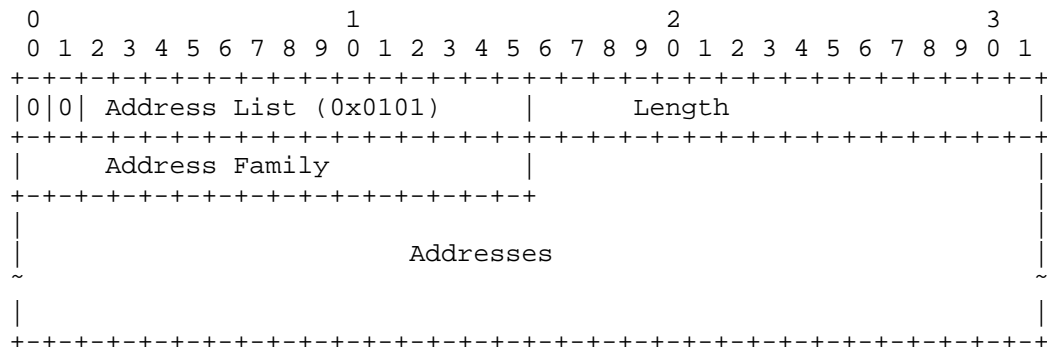 0                   1                   2                   3
0 1 2 3 4 5 6 7 8 9 0 1 2 3 4 5 6 7 8 9 0 1 2 3 4 5 6 7 8 9 0 1
+-+-+-+-+-+-+-+-+-+-+-+-+-+-+-+-+-+-+-+-+-+-+-+-+-+-+-+-+-+-+-+-+
|0|0| Address List (0x0101)     |      Length                   |
+-+-+-+-+-+-+-+-+-+-+-+-+-+-+-+-+-+-+-+-+-+-+-+-+-+-+-+-+-+-+-+-+
|     Address Family            |                               |
+-+-+-+-+-+-+-+-+-+-+-+-+-+-+-+-+                               |
|                                                               |
|                        Addresses                              |
~                                                               ~
|                                                               |
+-+-+-+-+-+-+-+-+-+-+-+-+-+-+-+-+-+-+-+-+-+-+-+-+-+-+-+-+-+-+-+-+